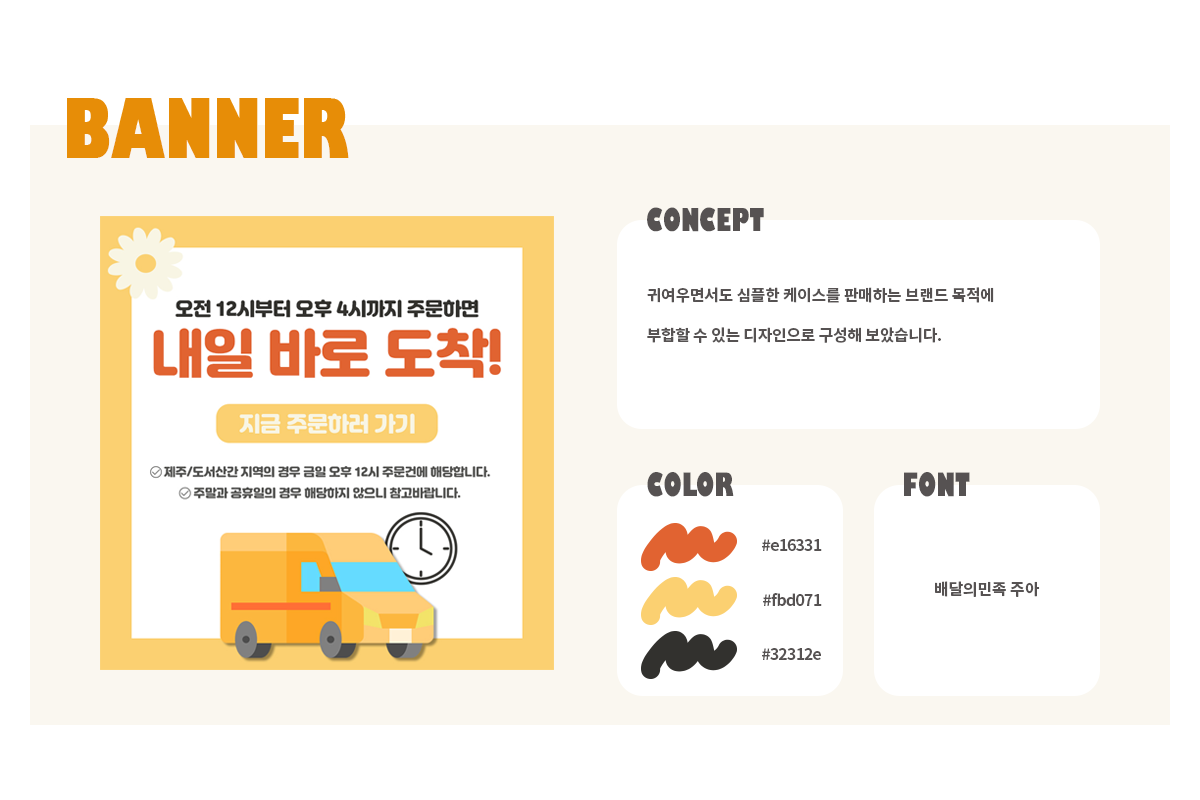 BANNER
오전 12시부터 오후 4시까지 주문하면
내일 바로 도착!
지금 주문하러 가기
제주/도서산간 지역의 경우 금일 오후 12시 주문건에 해당합니다.
주말과 공휴일의 경우 해당하지 않으니 참고바랍니다.
CONCEPT
귀여우면서도 심플한 케이스를 판매하는 브랜드 목적에
부합할 수 있는 디자인으로 구성해 보았습니다.
COLOR
#e16331
#fbd071
#32312e
FONT
배달의민족 주아